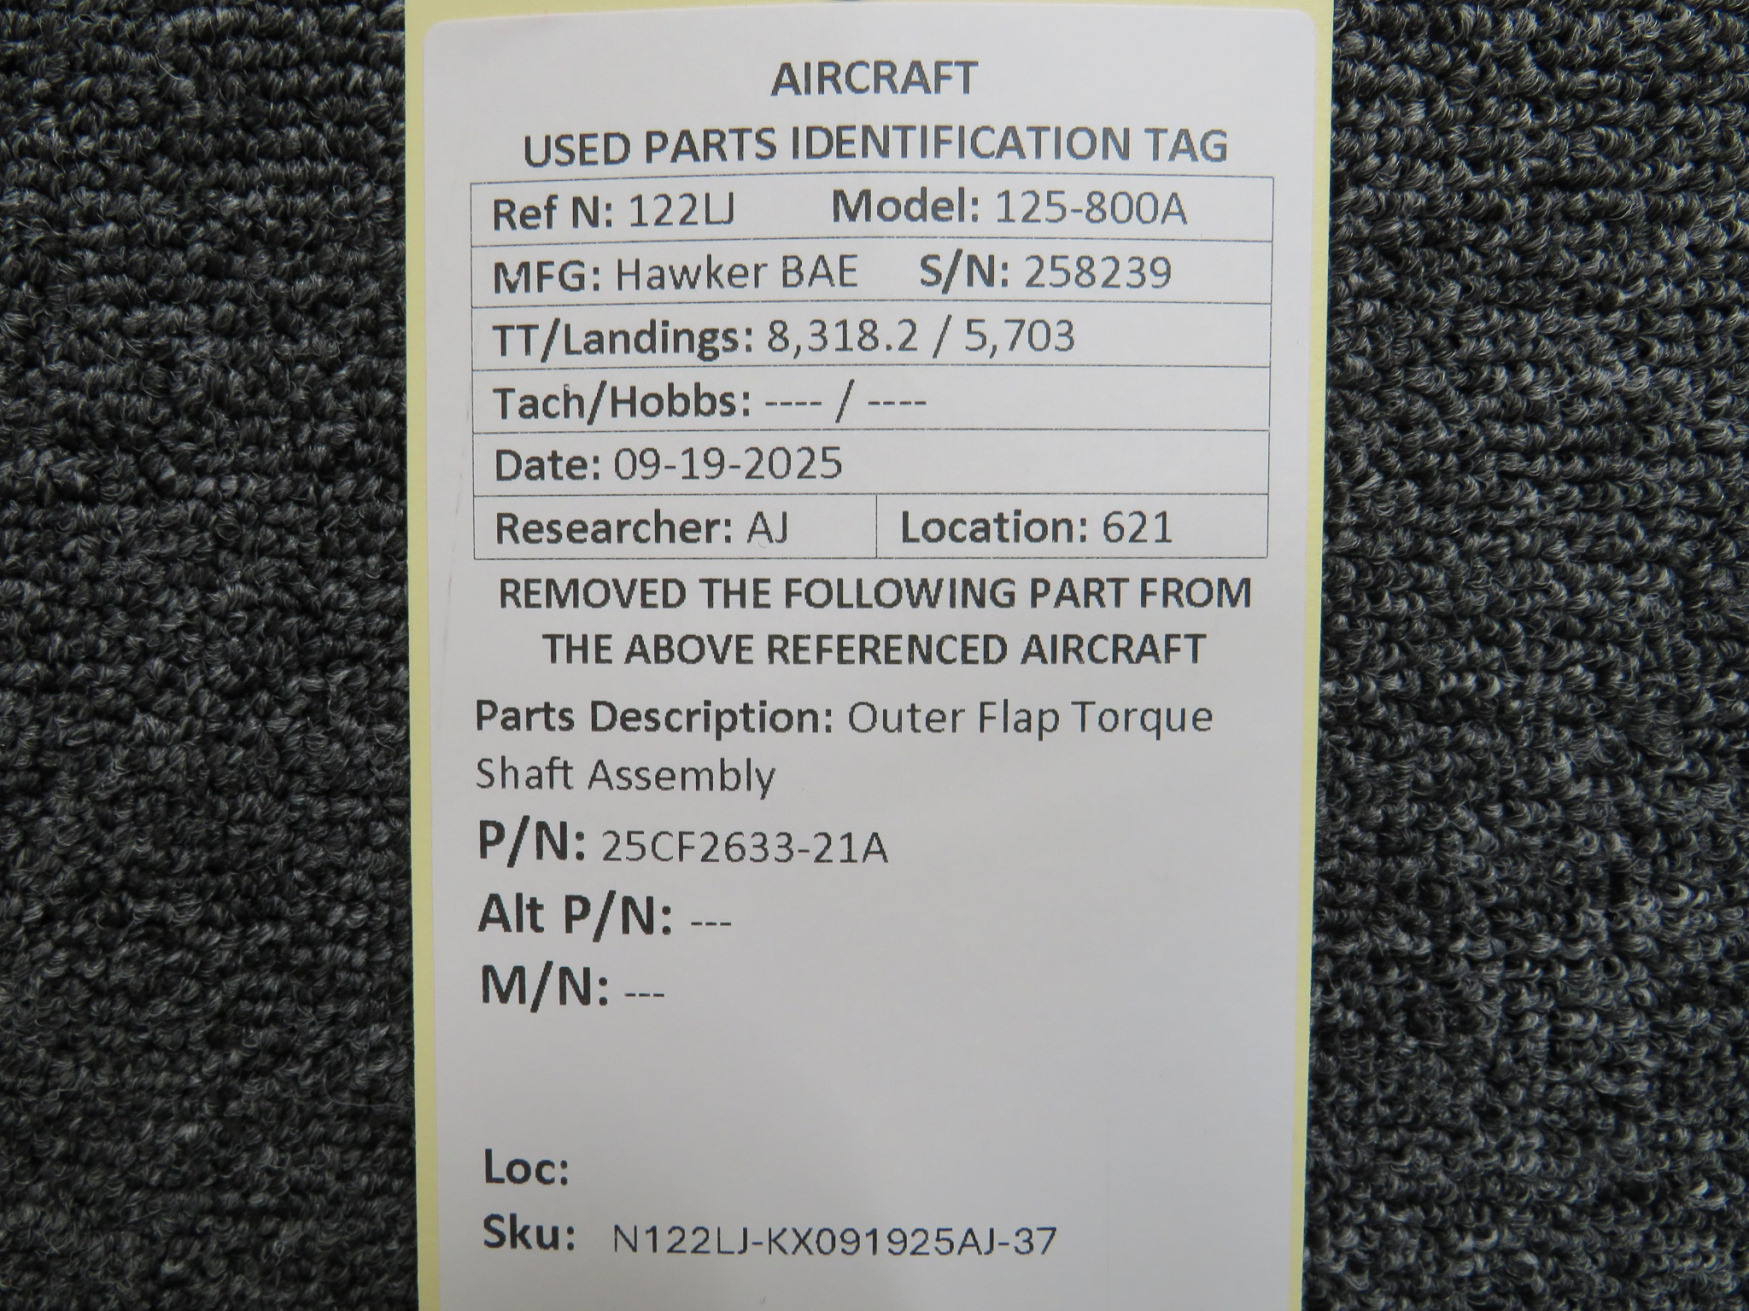 AIRCRAFT
USED PARTS IDENTIFICATION TAG
Ref N: 122LJ Model: 125-800A
MFG: Hawker BAE S/N: 258239
TT/Landings: 8,318.2 / 5,703
Tach/Hobbs: ---- / ----
Date: 09-19-2025
Researcher: AJ Location: 621
REMOVED THE FOLLOWING PART FROM
THE ABOVE REFERENCED AIRCRAFT
Parts Description: Outer Flap Torque
Shaft Assembly
P/N: 25CF2633-21A
Alt P/N: ---
M/N: ---
Loc:
Sku: N122LJ-KX091925AJ-37